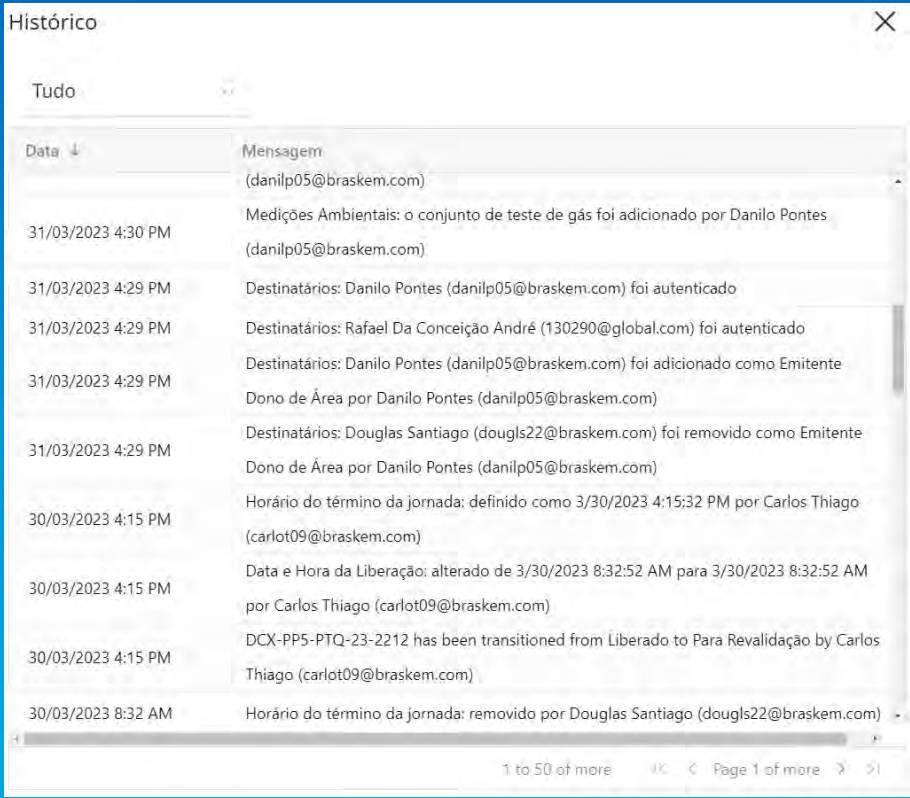 Histórico
Tudo
Data ↓ Mensagem
(danilp05@braskem.com)
31/03/2023 4:30 PM Medições Ambientais: o conjunto de teste de gás foi adicionado por Danilo Pontes
(danilp05@braskem.com)
31/03/2023 4:29 PM Destinatários: Danilo Pontes (danilp05@braskem.com) foi autenticado
31/03/2023 4:29 PM Destinatários: Rafael Da Conceição André (130290@global.com) foi autenticado
31/03/2023 4:29 PM Destinatários: Danilo Pontes (danilp05@braskem.com) foi adicionado como Emitente
Dono de Área por Danilo Pontes (danilp05@braskem.com)
31/03/2023 4:29 PM Destinatários: Douglas Santiago (dougls22@braskem.com) foi removido como Emitente
Dono de Área por Danilo Pontes (danilp05@braskem.com)
30/03/2023 4:15 PM Horário do término da jornada: definido como 3/30/2023 4:15:32 PM por Carlos Thiago
(carlot09@braskem.com)
30/03/2023 4:15 PM Data e Hora da Liberação: alterado de 3/30/2023 8:32:52 AM para 3/30/2023 8:32:52 AM
por Carlos Thiago (carlot09@braskem.com)
30/03/2023 4:15 PM DCX-PP5-PTQ-23-2212 has been transitioned from Liberado to Para Revalidação by Carlos
Thiago (carlot09@braskem.com)
30/03/2023 8:32 AM Horário do término da jornada: removido por Douglas Santiago (dougls22@braskem.com)
1 to 50 of more Page 1 of more